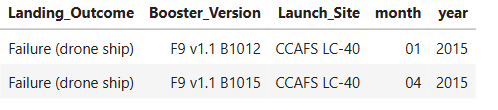 Landing_Outcome Booster_Version Launch_Site month year
Failure (drone ship) F9 v1.1 B1012 CCAFS LC-40 01 2015
Failure (drone ship) F9 v1.1 B1015 CCAFS LC-40 04 2015